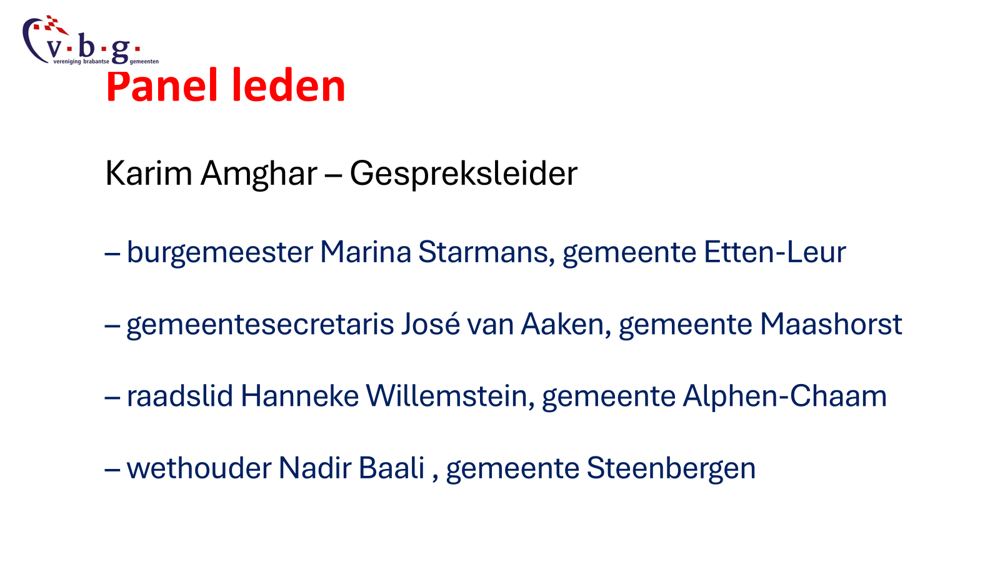 v·b·g·
vereniging brabantse gemeenten
Panel leden
Karim Amghar – Gespreksleider
– burgemeester Marina Starmans, gemeente Etten-Leur
– gemeentesecretaris José van Aaken, gemeente Maashorst
– raadslid Hanneke Willemstein, gemeente Alphen-Chaam
– wethouder Nadir Baali , gemeente Steenbergen